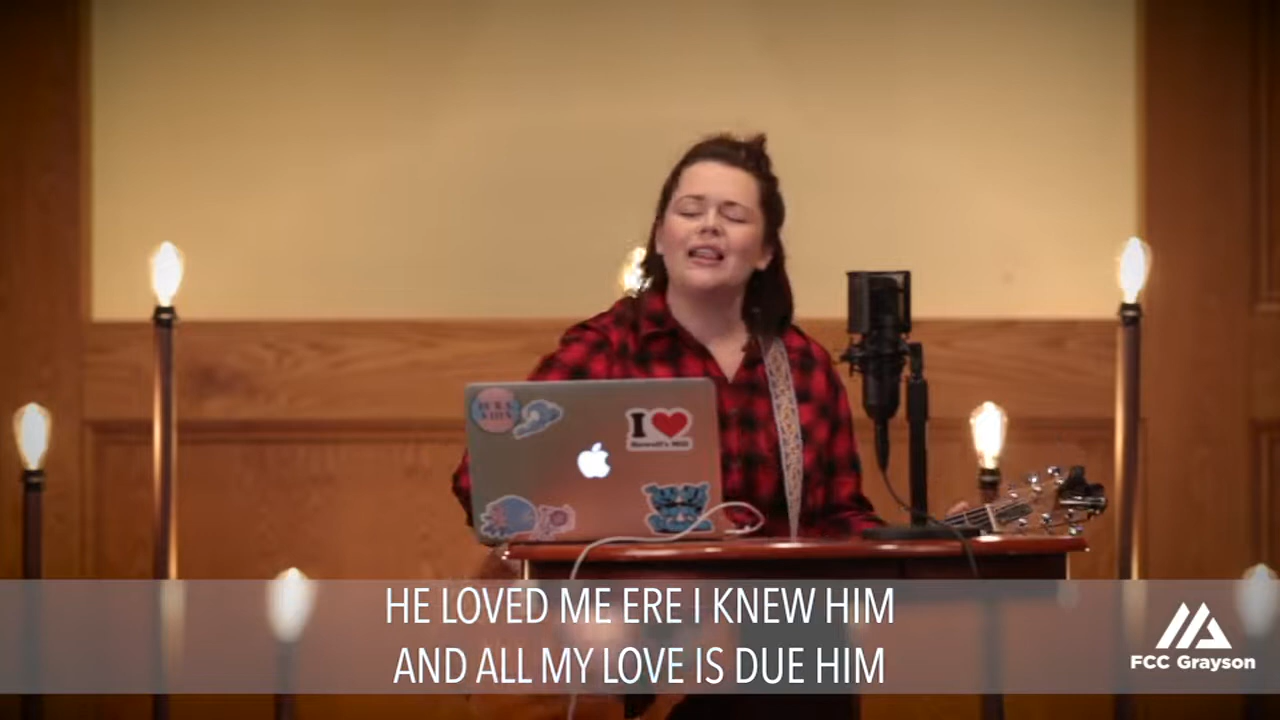 I ❤
HE LOVED ME ERE I KNEW HIM
AND ALL MY LOVE IS DUE HIM
FCC Grayson